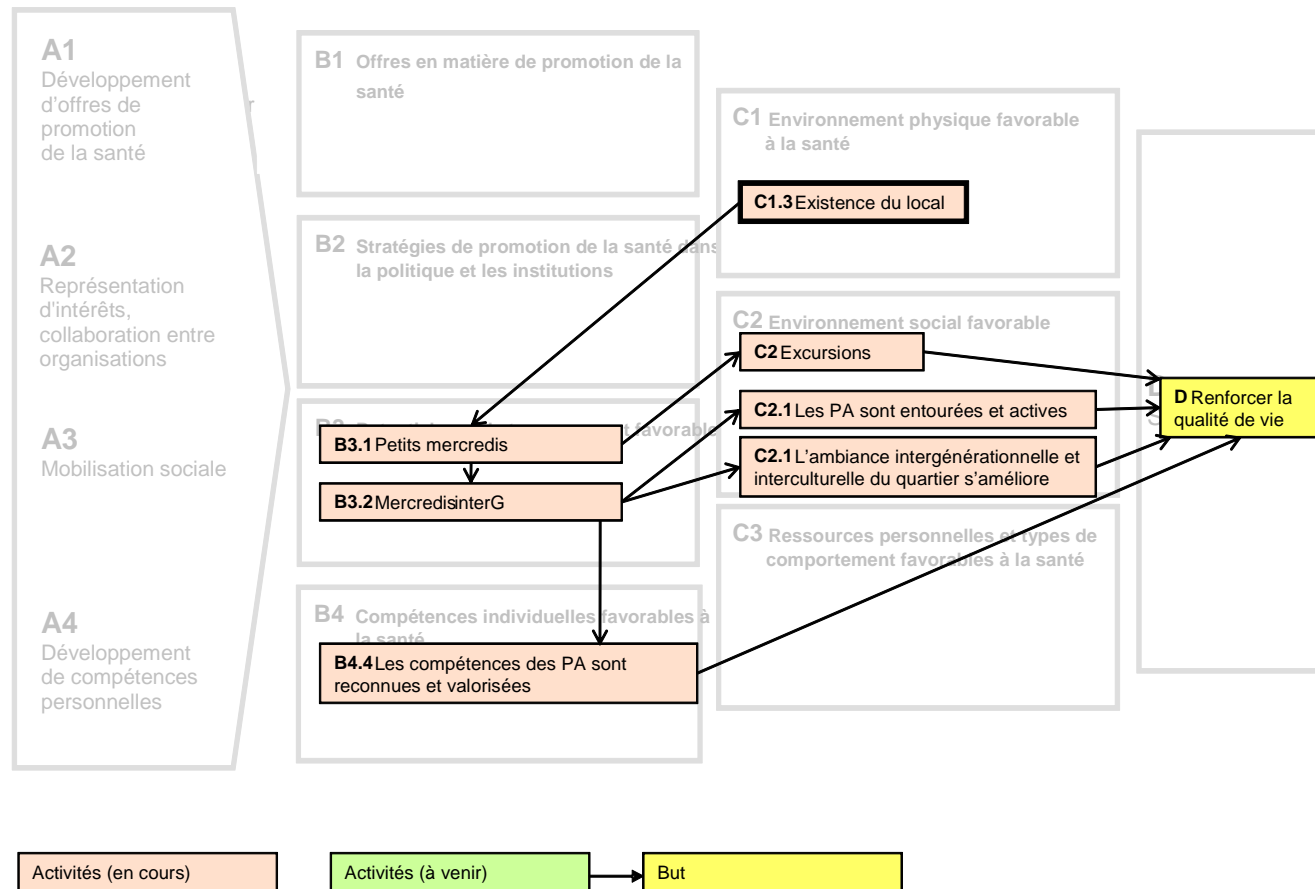 A1
Développement
d'offres de
promotion
de la santé
A2
Représentation
d'intérêts,
collaboration entre
organisations
A3
Mobilisation sociale
A4
Développement
de compétences
personnelles
B1 Offres en matière de promotion de la
santé
B2 Stratégies de promotion de la santé dans
la politique et les institutions
favorable
B3.1 Petits mercredis
B3.2 MercredisinterG
B4 Compétences individuelles favorables à
la santé
B4.4 Les compétences des PA sont
reconnues et valorisées
C1 Environnement physique favorable
à la santé
C1.3 Existence du local
C2 Environnement social favorable
C2 Excursions
C2.1 Les PA sont entourées et actives
C2.1 L’ambiance intergénérationnelle et
interculturelle du quartier s’améliore
C3 Ressources personnelles et types de
comportement favorables à la santé
D Renforcer la
qualité de vie
Activités (en cours)
Activités (à venir)
But